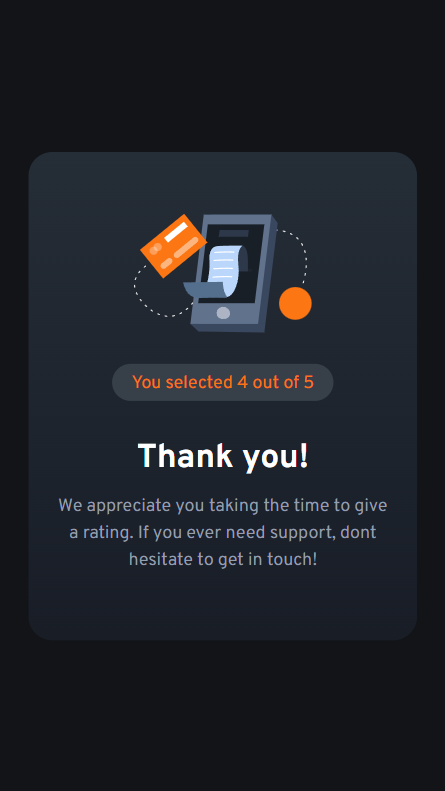 You selected 4 out of 5
Thank you!
We appreciate you taking the time to give
a rating. If you ever need support, dont
hesitate to get in touch!